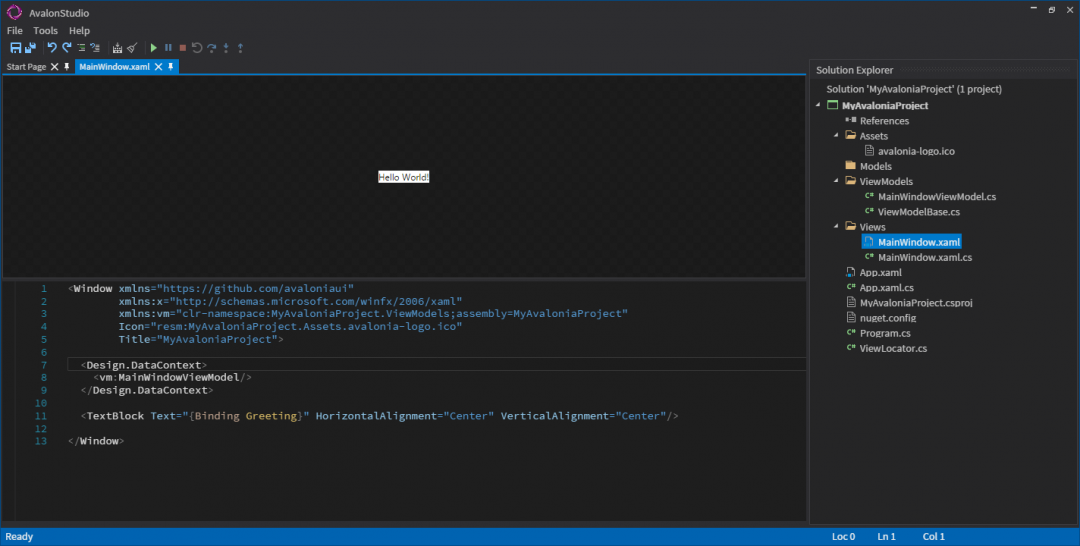 AvalonStudio
File Tools Help
Start Page MainWindow.xaml
Hello World!
1 <Window xmlns="https://github.com/avaloniaui"
2 xmlns:x="http://schemas.microsoft.com/winfx/2006/xaml"
3 xmlns:vm="clr-namespace:MyAvaloniaProject.ViewModels;assembly=MyAvaloniaProject"
4 Icon="resm:MyAvaloniaProject.Assets.avalonia-logo.ico"
5 Title="MyAvaloniaProject">
6
7 <Design.DataContext>
8 <vm:MainWindowViewModel/>
9 </Design.DataContext>
10
11 <TextBlock Text="{Binding Greeting}" HorizontalAlignment="Center" VerticalAlignment="Center"/>
12
13 </Window>
Solution Explorer
Solution 'MyAvaloniaProject' (1 project)
MyAvaloniaProject
References
Assets
avalonia-logo.ico
Models
ViewModels
C# MainWindowViewModel.cs
C# ViewModelBase.cs
Views
MainWindow.xaml
C# MainWindow.xaml.cs
App.xaml
C# App.xaml.cs
MyAvaloniaProject.csproj
nuget.config
C# Program.cs
C# ViewLocator.cs
Ready Loc 0 Ln 1 Col 1